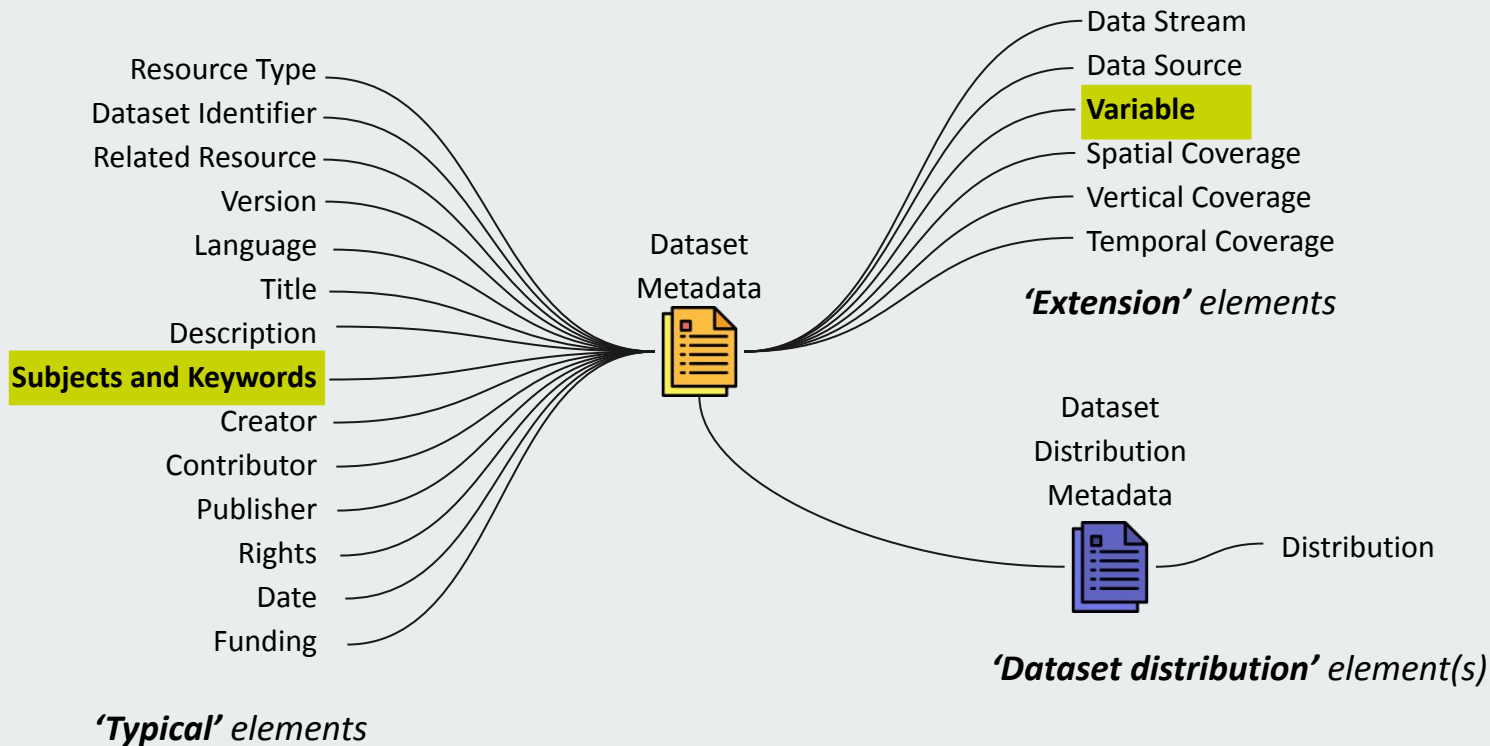 Resource Type
Dataset Identifier
Related Resource
Version
Language
Title
Description
Subjects and Keywords
Creator
Contributor
Publisher
Rights
Date
Funding
‘Typical’ elements
Dataset
Metadata
Data Stream
Data Source
Variable
Spatial Coverage
Vertical Coverage
Temporal Coverage
‘Extension’ elements
Dataset
Distribution
Metadata
Distribution
‘Dataset distribution’ element(s)